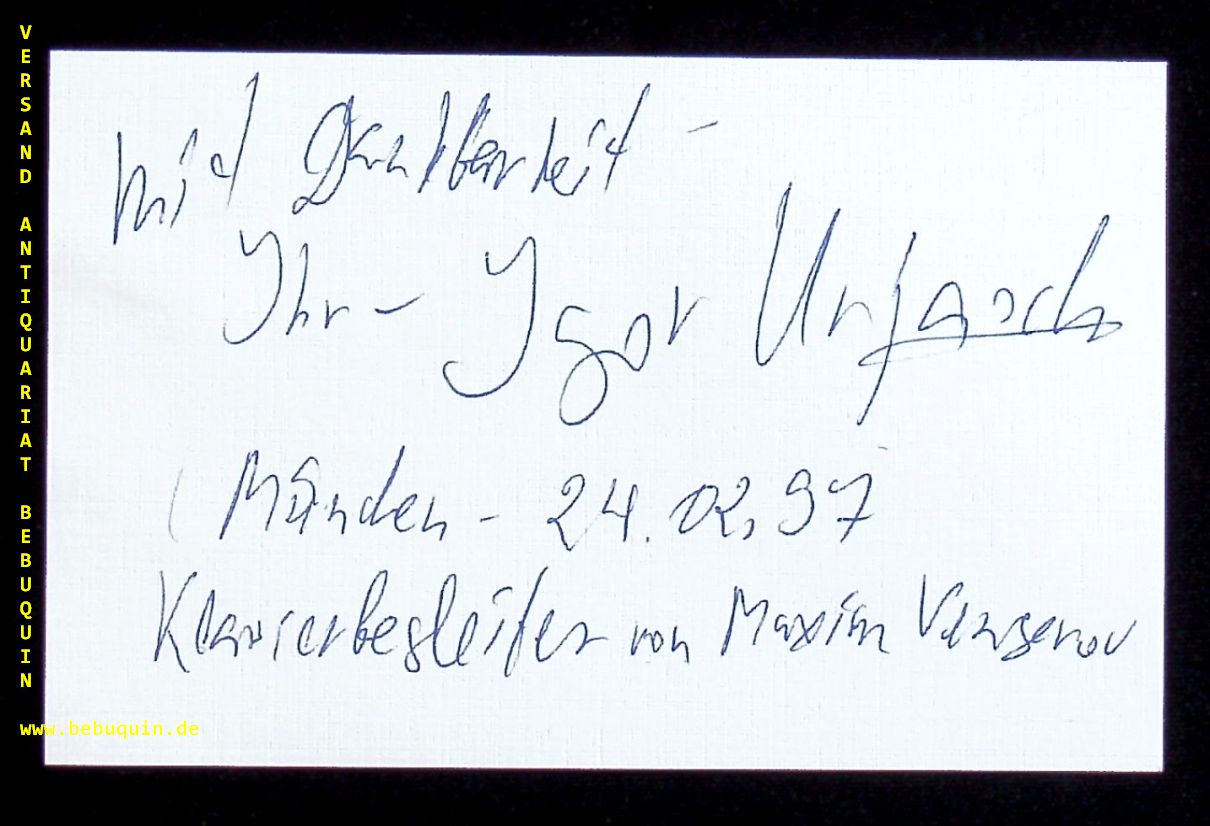 VERSAND ANTIQUARIAT BEBUQUIN
mit Dankbarkeit -
Ihr - Igor Urjasch
(München - 24.02.97
Klavierbegleiter von Maxim Vengerov
www.bebuquin.de